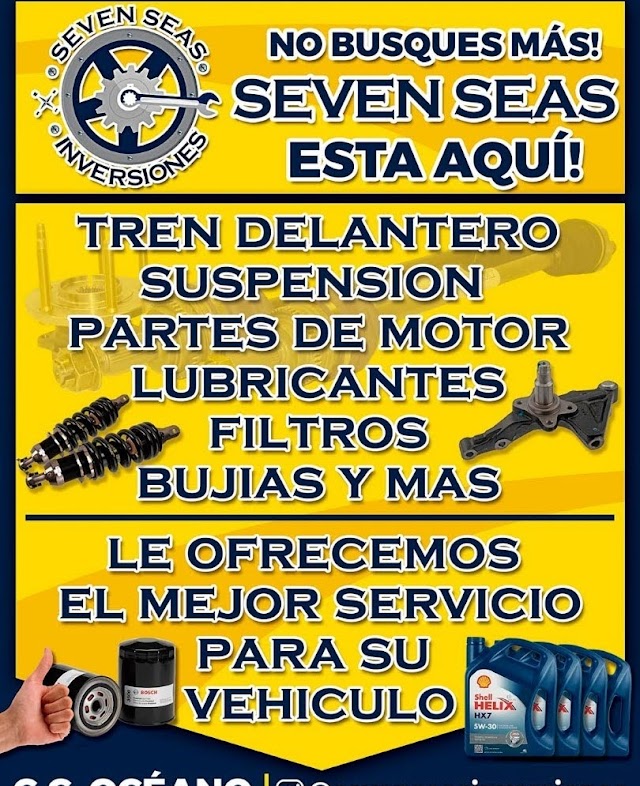 SEVEN SEAS
INVERSIONES
NO BUSQUES MÁS!
SEVEN SEAS
ESTA AQUÍ!
TREN DELANTERO
SUSPENSION
PARTES DE MOTOR
LUBRICANTES
FILTROS
BUJIAS Y MAS
LE OFRECEMOS
EL MEJOR SERVICIO
PARA SU
VEHICULO
BOSCH
Shell
HELIX
HX7
5W-30
C.C. OCÉANO